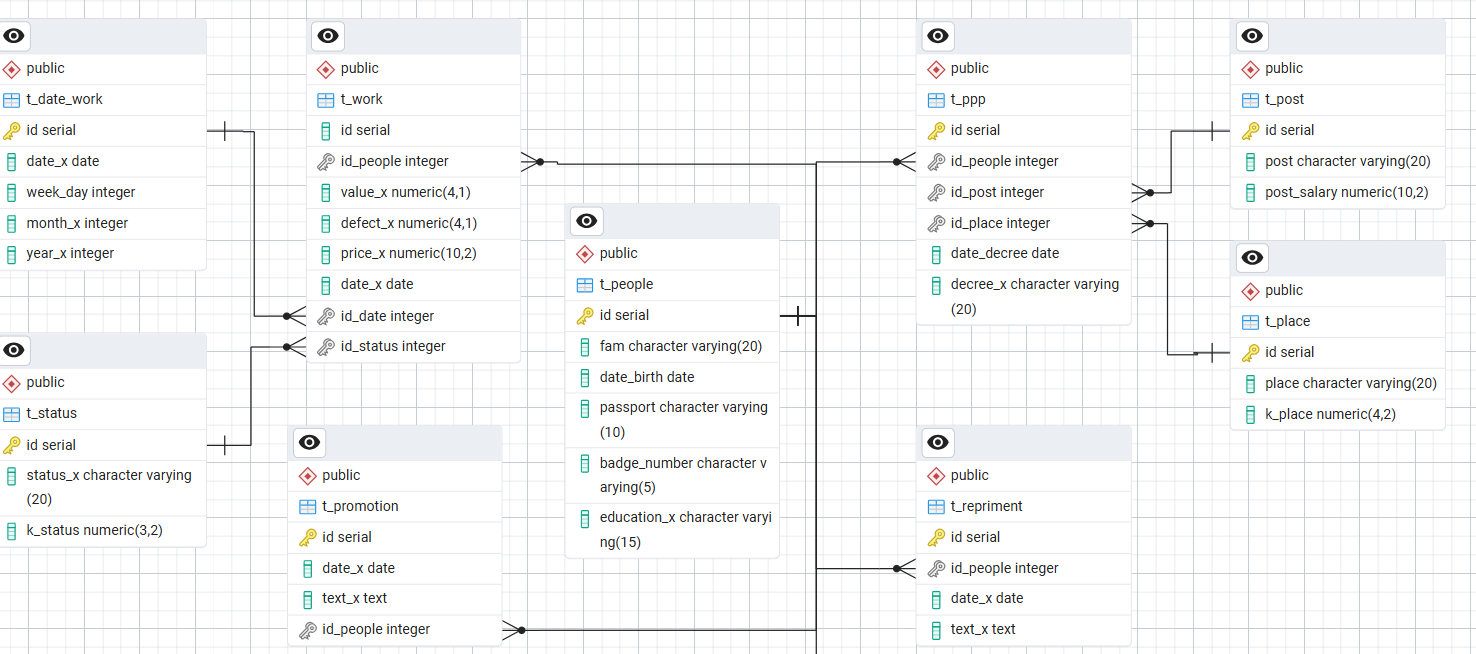 public
t_date_work
id serial
date_x date
week_day integer
month_x integer
year_x integer
public
t_status
id serial
status_x character varying
(20)
k_status numeric(3,2)
public
t_work
id serial
id_people integer
value_x numeric(4,1)
defect_x numeric(4,1)
price_x numeric(10,2)
date_x date
id_date integer
id_status integer
public
t_promotion
id serial
date_x date
text_x text
id_people integer
public
t_people
id serial
fam character varying(20)
date_birth date
passport character varying
(10)
badge_number character v
arying(5)
education_x character varyi
ng(15)
public
t_ppp
id serial
id_people integer
id_post integer
id_place integer
date_decree date
decree_x character varying
(20)
public
t_repriment
id serial
id_people integer
date_x date
text_x text
public
t_post
id serial
post character varying(20)
post_salary numeric(10,2)
public
t_place
id serial
place character varying(20)
k_place numeric(4,2)